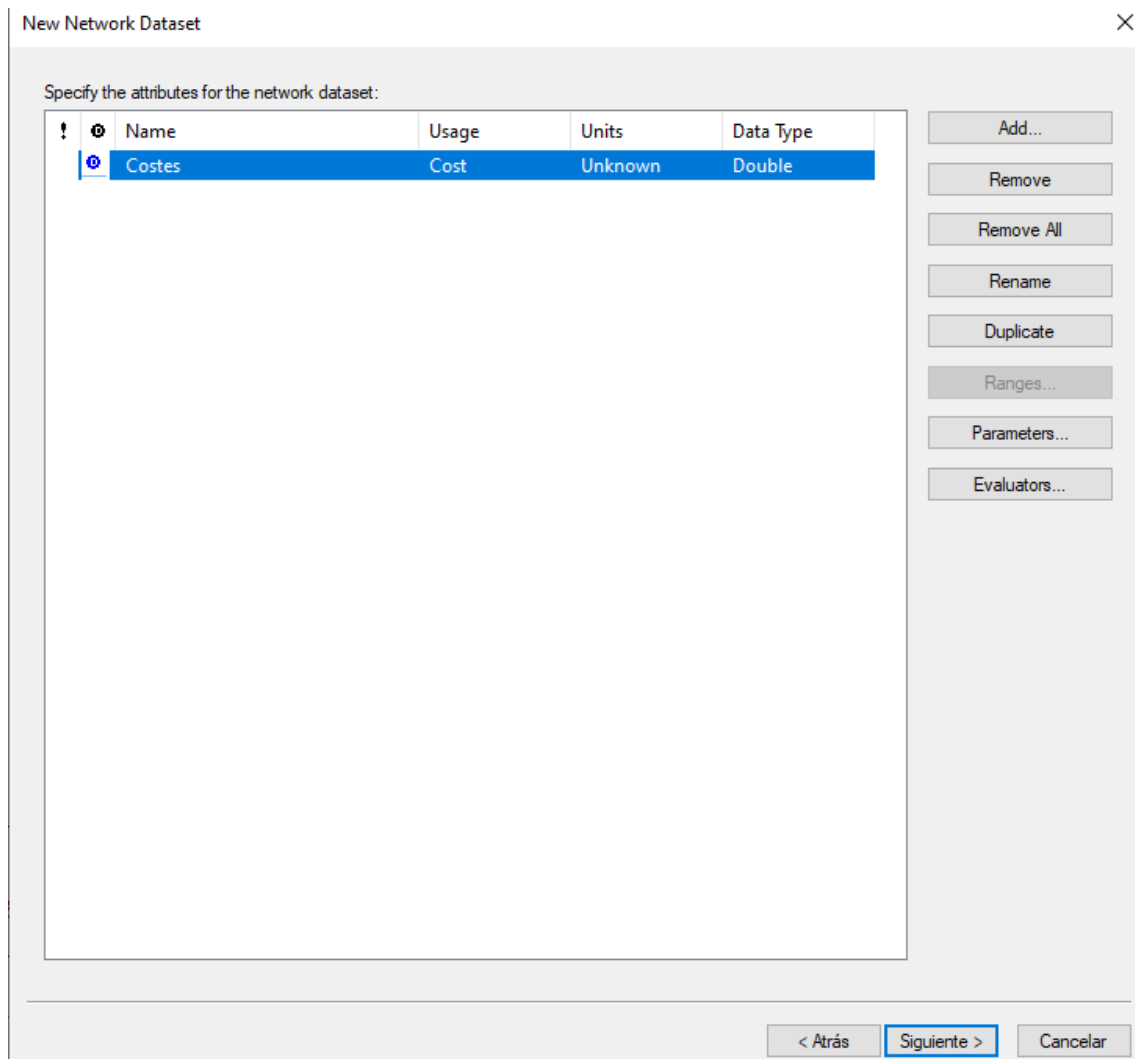 New Network Dataset
Specify the attributes for the network dataset:
! Name Usage Units Data Type
Costes Cost Unknown Double
Add...
Remove
Remove All
Rename
Duplicate
Ranges...
Parameters...
Evaluators...
< Atrás Siguiente > Cancelar